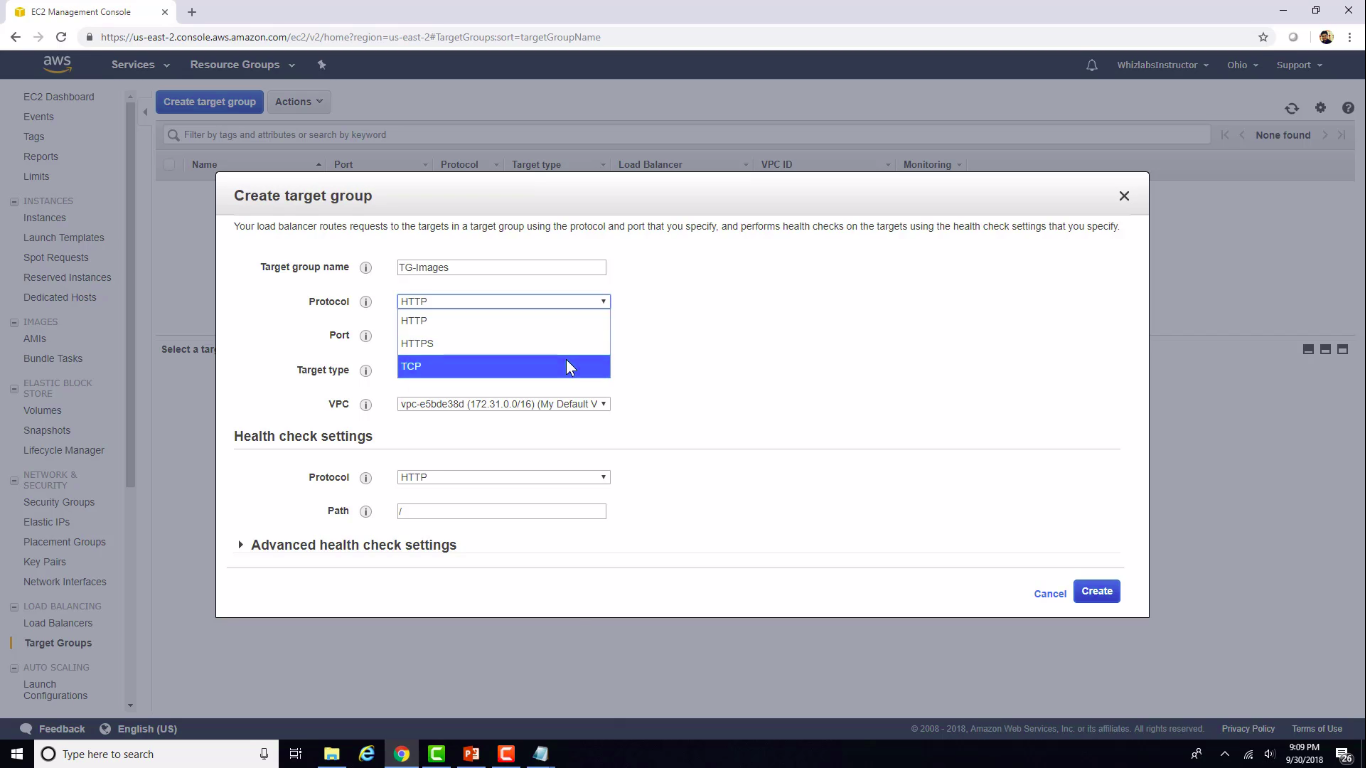 EC2 Management Console
https://us-east-2.console.aws.amazon.com/ec2/v2/home?region=us-east-2#TargetGroups:sort=targetGroupName
aws Services Resource Groups WhizlabsInstructor Ohio Support
EC2 Dashboard
Events
Tags
Reports
Limits
INSTANCES
Instances
Launch Templates
Spot Requests
Reserved Instances
Dedicated Hosts
IMAGES
AMIs
Bundle Tasks
ELASTIC BLOCK
STORE
Volumes
Snapshots
Lifecycle Manager
NETWORK &
SECURITY
Security Groups
Elastic IPs
Placement Groups
Key Pairs
Network Interfaces
LOAD BALANCING
Load Balancers
Target Groups
AUTO SCALING
Launch
Configurations
Create target group Actions
Filter by tags and attributes or search by keyword None found
Name Port Protocol Target type Load Balancer VPC ID Monitoring
Select a tar
Create target group
Your load balancer routes requests to the targets in a target group using the protocol and port that you specify, and performs health checks on the targets using the health check settings that you specify.
Target group name TG-Images
Protocol HTTP
HTTP
Port
HTTPS
Target type TCP
VPC vpc-e5bde38d (172.31.0.0/16) (My Default V
Health check settings
Protocol HTTP
Path /
Advanced health check settings
Cancel Create
Feedback English (US) © 2008 - 2018, Amazon Web Services, Inc. or its affiliates. All rights reserved. Privacy Policy Terms of Use
Type here to search 9:09 PM
9/30/2018 26